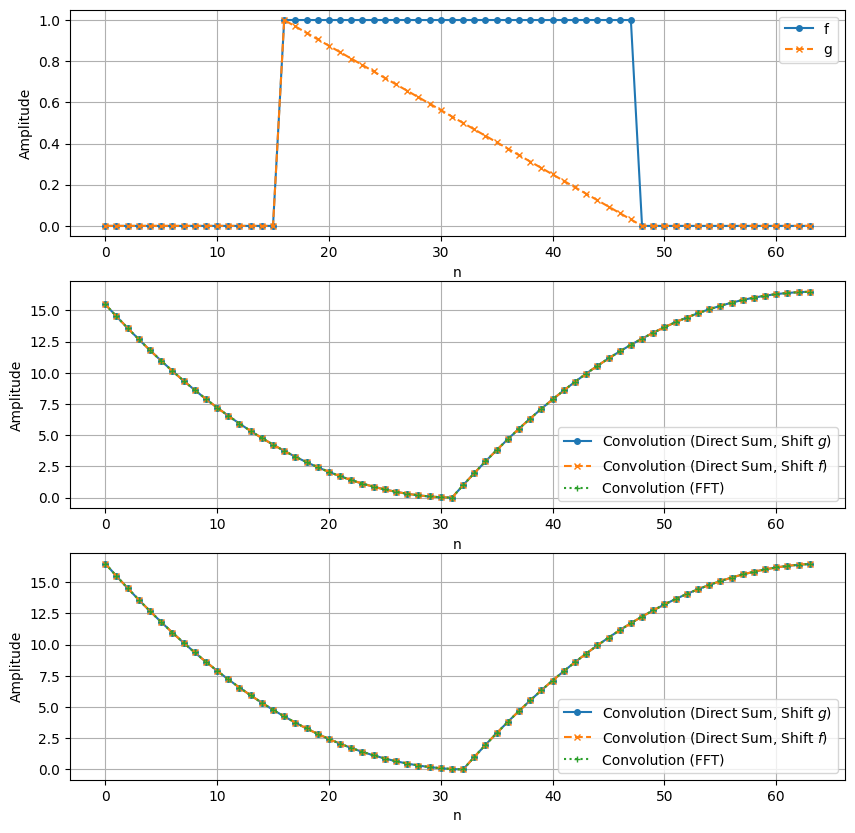 1.0
0.8
0.6
0.4
0.2
0.0
Amplitude
f
g
0 10 20 30 40 50 60
n
15.0
12.5
10.0
7.5
5.0
2.5
0.0
Amplitude
Convolution (Direct Sum, Shift g)
Convolution (Direct Sum, Shift f)
Convolution (FFT)
0 10 20 30 40 50 60
n
15.0
12.5
10.0
7.5
5.0
2.5
0.0
Amplitude
Convolution (Direct Sum, Shift g)
Convolution (Direct Sum, Shift f)
Convolution (FFT)
0 10 20 30 40 50 60
n